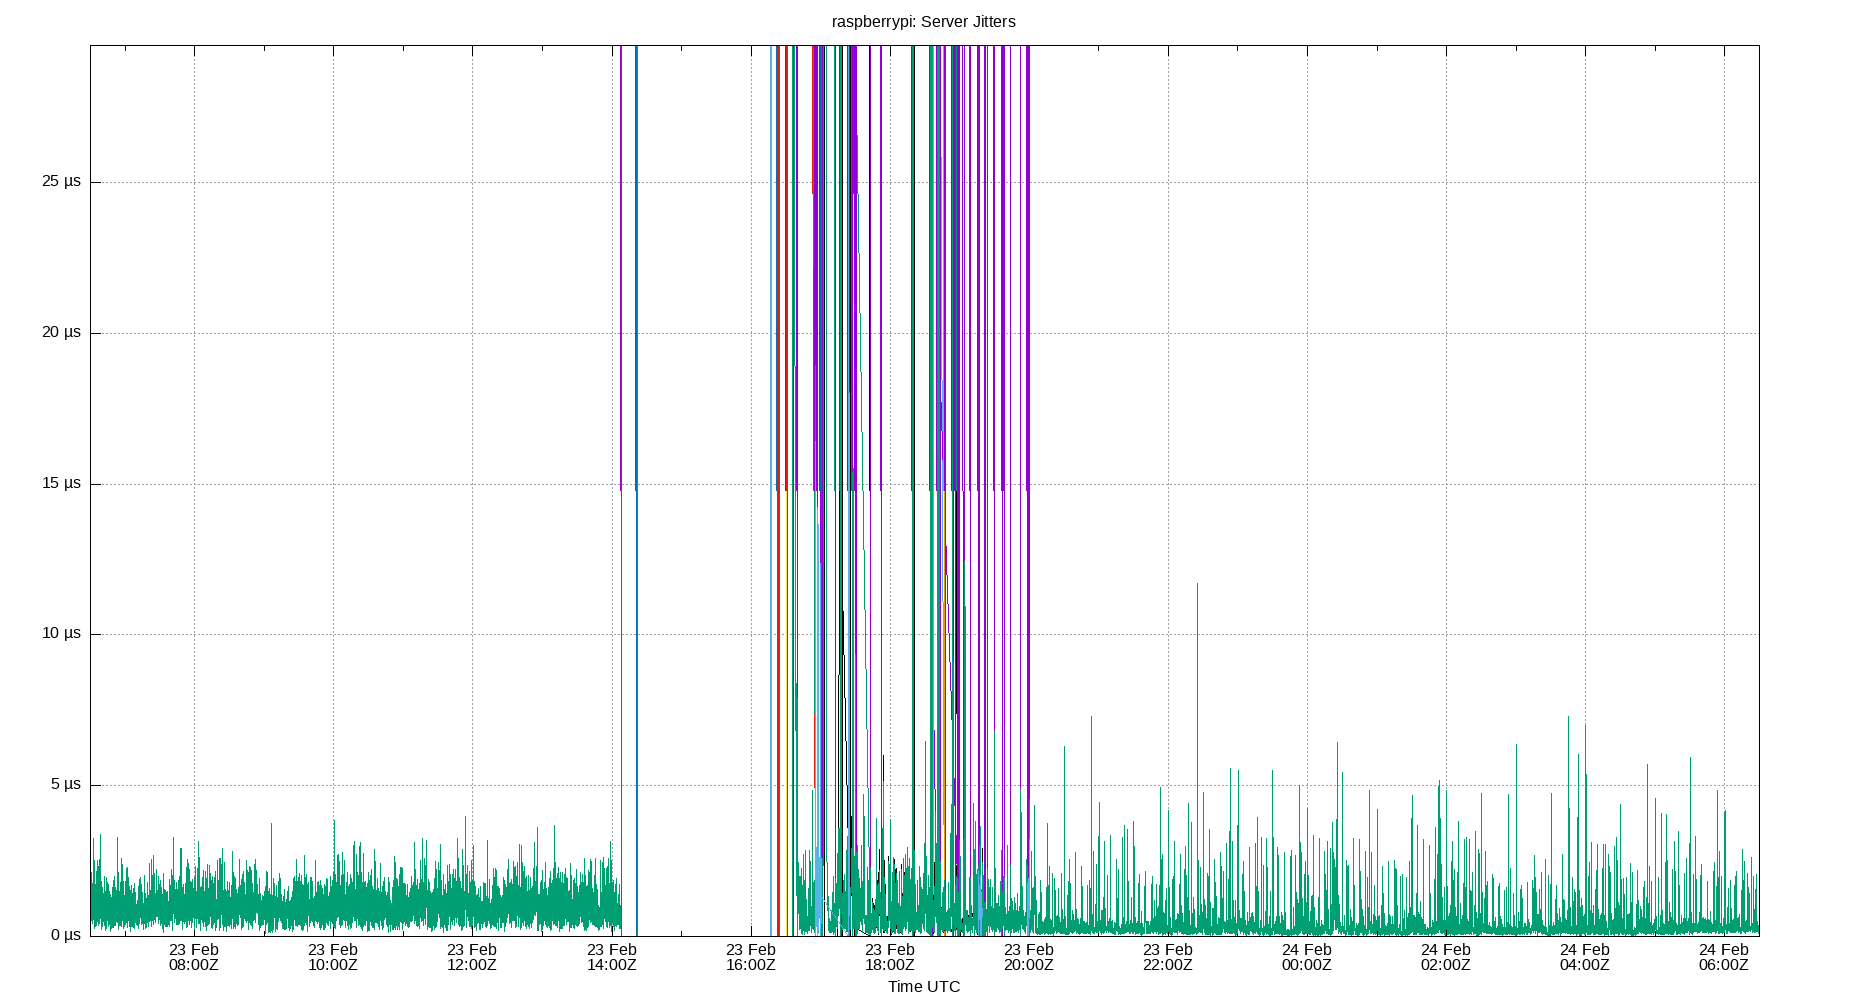 raspberrypi: Server Jitters
25 µs
20 µs
15 µs
10 µs
5 µs
0 µs
23 Feb 08:00Z
23 Feb 10:00Z
23 Feb 12:00Z
23 Feb 14:00Z
23 Feb 16:00Z
23 Feb 18:00Z
23 Feb 20:00Z
23 Feb 22:00Z
24 Feb 00:00Z
24 Feb 02:00Z
24 Feb 04:00Z
24 Feb 06:00Z
Time UTC